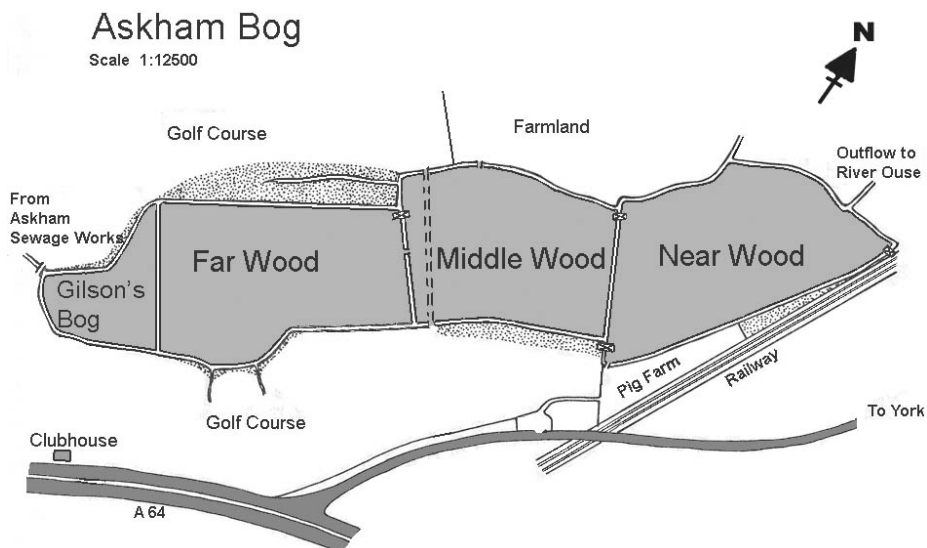 Askham Bog
Scale 1:12500
N
Golf Course
Farmland
Outflow to
River Ouse
From
Askham
Sewage Works
Far Wood
Middle Wood
Near Wood
Gilson's
Bog
Pig Farm
Railway
Golf Course
To York
Clubhouse
A 64